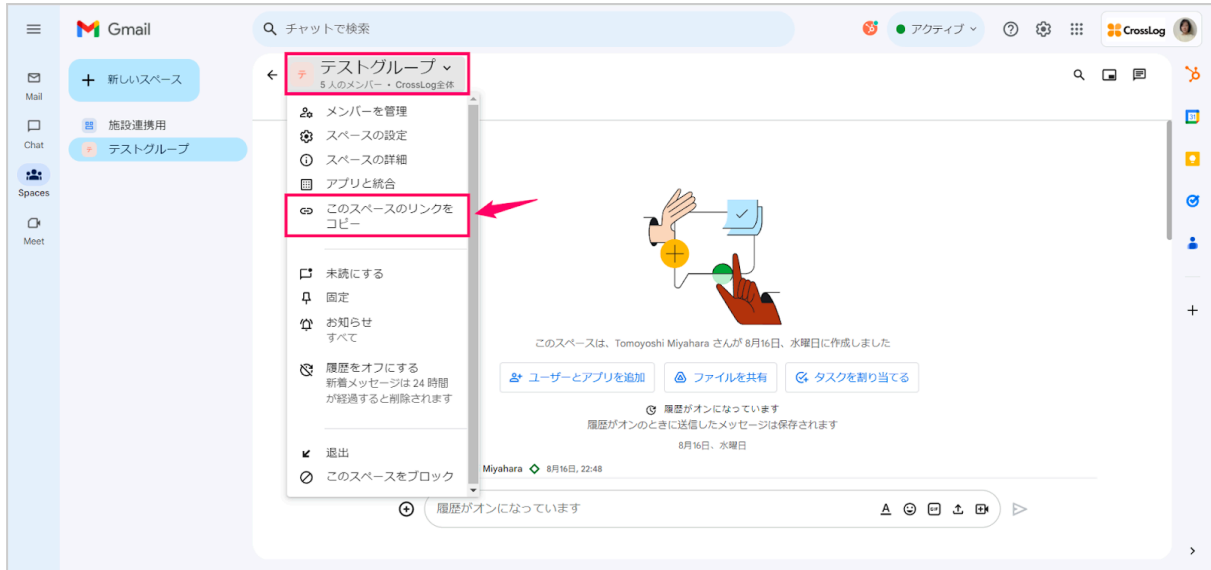 Gmail
チャットで検索
アクティブ
CrossLog
Mail
Chat
Spaces
Meet
新しいスペース
施設連携用
テ テストグループ
テ テストグループ
5 人のメンバー • CrossLog全体
メンバーを管理
スペースの設定
スペースの詳細
アプリと統合
このスペースのリンクを
コピー
未読にする
固定
お知らせ
すべて
履歴をオフにする
新着メッセージは 24 時間
が経過すると削除されます
退出
このスペースをブロック
このスペースは、Tomoyoshi Miyahara さんが 8月16日、水曜日に作成しました
ユーザーとアプリを追加
ファイルを共有
タスクを割り当てる
履歴がオンになっています
履歴がオンのときに送信したメッセージは保存されます
8月16日、水曜日
Miyahara 8月16日, 22:48
履歴がオンになっています
A
GIF
31